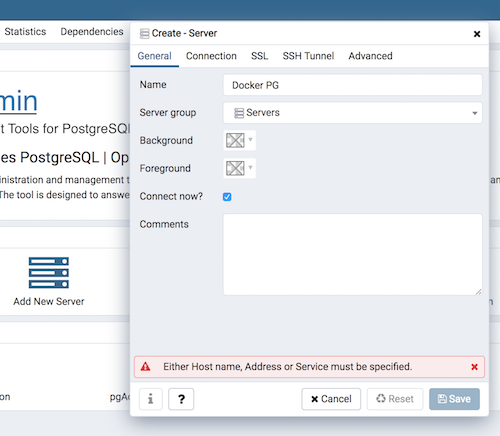 Statistics Dependencies
Create - Server
General Connection SSL SSH Tunnel Advanced
min
Name Docker PG
t Tools for PostgreSQL
Server group Servers
Background
es PostgreSQL | Op
Foreground
inistration and management t
The tool is designed to answe
Connect now?
Comments
Add New Server
Either Host name, Address or Service must be specified.
on pgA
i ? Cancel Reset Save